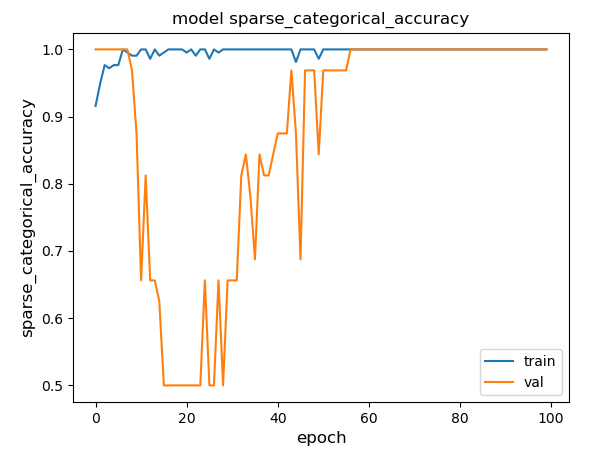 model sparse_categorical_accuracy
1.0
0.9
0.8
0.7
0.6
0.5
sparse_categorical_accuracy
0 20 40 60 80 100
epoch
train
val